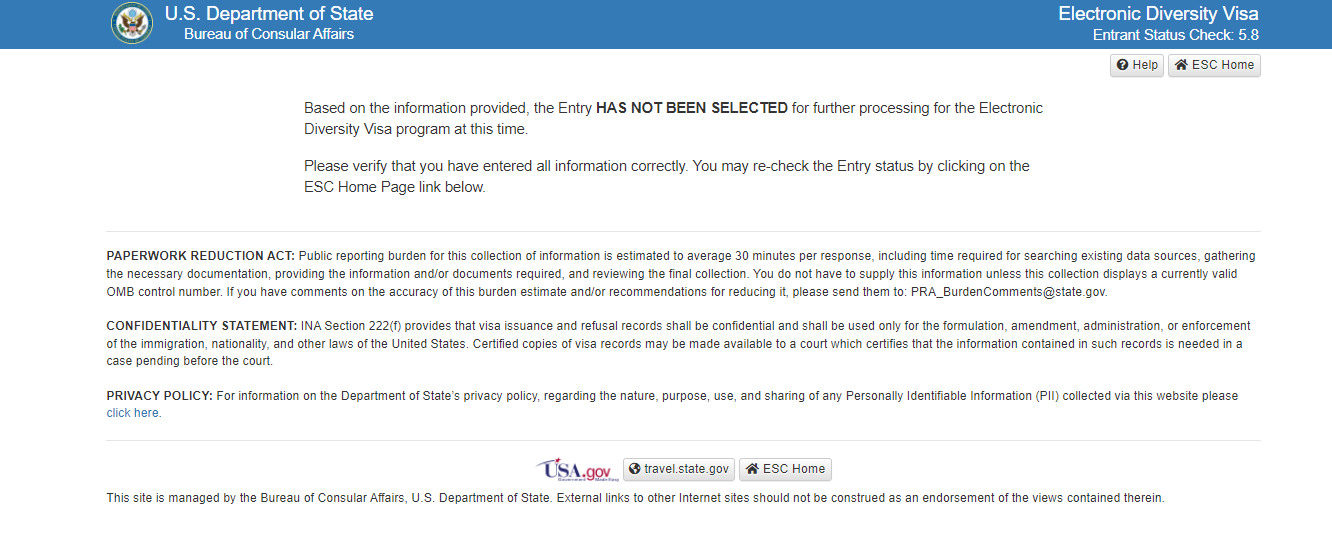 U.S. Department of State
Bureau of Consular Affairs
Electronic Diversity Visa
Entrant Status Check: 5.8
Help
ESC Home
Based on the information provided, the Entry HAS NOT BEEN SELECTED for further processing for the Electronic
Diversity Visa program at this time.
Please verify that you have entered all information correctly. You may re-check the Entry status by clicking on the
ESC Home Page link below.
PAPERWORK REDUCTION ACT: Public reporting burden for this collection of information is estimated to average 30 minutes per response, including time required for searching existing data sources, gathering
the necessary documentation, providing the information and/or documents required, and reviewing the final collection. You do not have to supply this information unless this collection displays a currently valid
OMB control number. If you have comments on the accuracy of this burden estimate and/or recommendations for reducing it, please send them to: PRA_BurdenComments@state.gov.
CONFIDENTIALITY STATEMENT: INA Section 222(f) provides that visa issuance and refusal records shall be confidential and shall be used only for the formulation, amendment, administration, or enforcement
of the immigration, nationality, and other laws of the United States. Certified copies of visa records may be made available to a court which certifies that the information contained in such records is needed in a
case pending before the court.
PRIVACY POLICY: For information on the Department of State's privacy policy, regarding the nature, purpose, use, and sharing of any Personally Identifiable Information (PII) collected via this website please
click here.
USA.gov
Government Made Easy
travel.state.gov
ESC Home
This site is managed by the Bureau of Consular Affairs, U.S. Department of State. External links to other Internet sites should not be construed as an endorsement of the views contained therein.